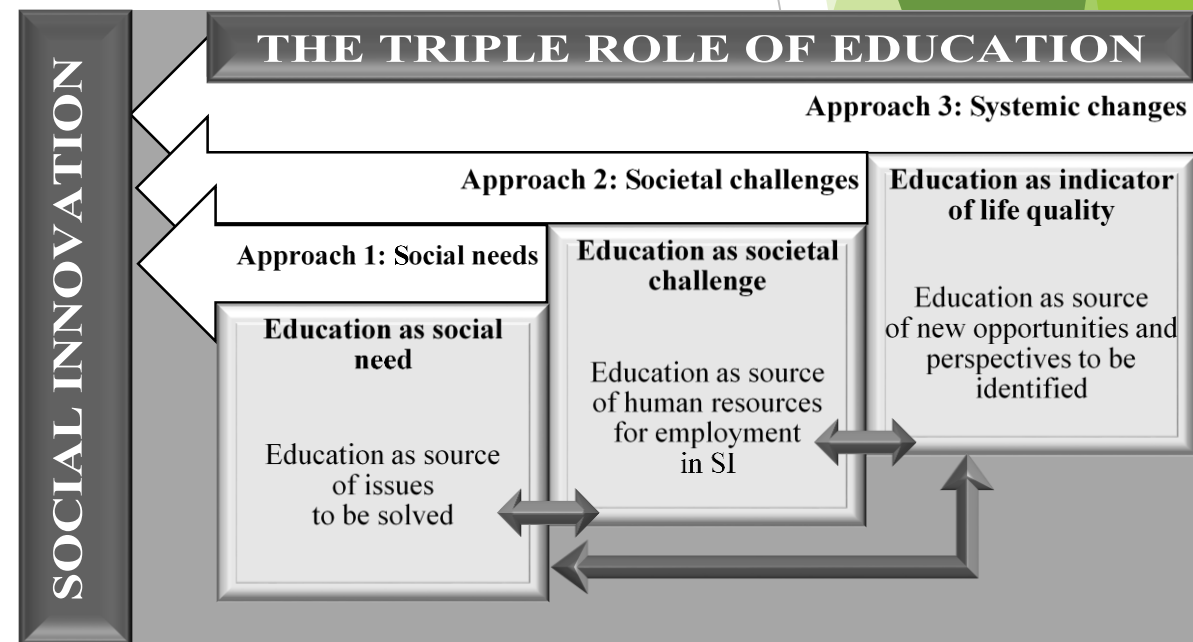 SOCIAL INNOVATION
THE TRIPLE ROLE OF EDUCATION
Approach 3: Systemic changes
Approach 2: Societal challenges
Approach 1: Social needs
Education as social
need
Education as source
of issues
to be solved
Education as societal
challenge
Education as source
of human resources
for employment
in SI
Education as indicator
of life quality
Education as source
of new opportunities and
perspectives to be
identified